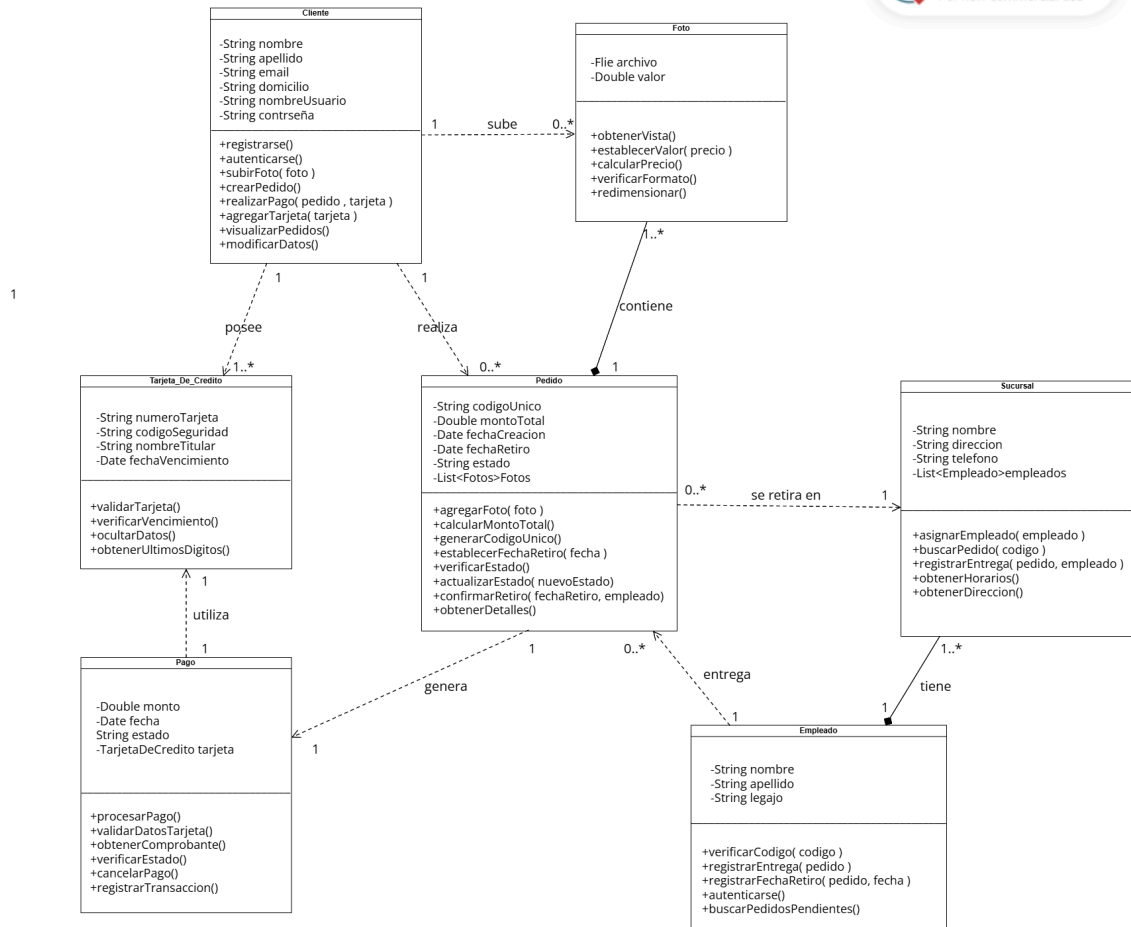 Cliente
-String nombre
-String apellido
-String email
-String domicilio
-String nombreUsuario
-String contrseña
+registrarse()
+autenticarse()
+subirFoto( foto )
+crearPedido()
+realizarPago( pedido , tarjeta )
+agregarTarjeta( tarjeta )
+visualizarPedidos()
+modificarDatos()
1
sube
0..*
Foto
-Flie archivo
-Double valor
+obtenerVista()
+establecerValor( precio )
+calcularPrecio()
+verificarFormato()
+redimensionar()
1..*
contiene
1
1
1
1
posee
realiza
1..*
0..*
Tarjeta_De_Credito
-String numeroTarjeta
-String codigoSeguridad
-String nombreTitular
-Date fechaVencimiento
+validarTarjeta()
+verificarVencimiento()
+ocultarDatos()
+obtenerUltimosDigitos()
1
utiliza
1
Pedido
-String codigoUnico
-Double montoTotal
-Date fechaCreacion
-Date fechaRetiro
-String estado
-List<Fotos>Fotos
+agregarFoto( foto )
+calcularMontoTotal()
+generarCodigoUnico()
+establecerFechaRetiro( fecha )
+verificarEstado()
+actualizarEstado( nuevoEstado)
+confirmarRetiro( fechaRetiro, empleado)
+obtenerDetalles()
0..*
se retira en
1
Sucursal
-String nombre
-String direccion
-String telefono
-List<Empleado>empleados
+asignarEmpleado( empleado )
+buscarPedido( codigo )
+registrarEntrega( pedido, empleado )
+obtenerHorarios()
+obtenerDireccion()
1
0..*
1..*
genera
entrega
tiene
1
1
1
Pago
-Double monto
-Date fecha
String estado
-TarjetaDeCredito tarjeta
+procesarPago()
+validarDatosTarjeta()
+obtenerComprobante()
+verificarEstado()
+cancelarPago()
+registrarTransaccion()
Empleado
-String nombre
-String apellido
-String legajo
+verificarCodigo( codigo )
+registrarEntrega( pedido )
+registrarFechaRetiro( pedido, fecha )
+autenticarse()
+buscarPedidosPendientes()